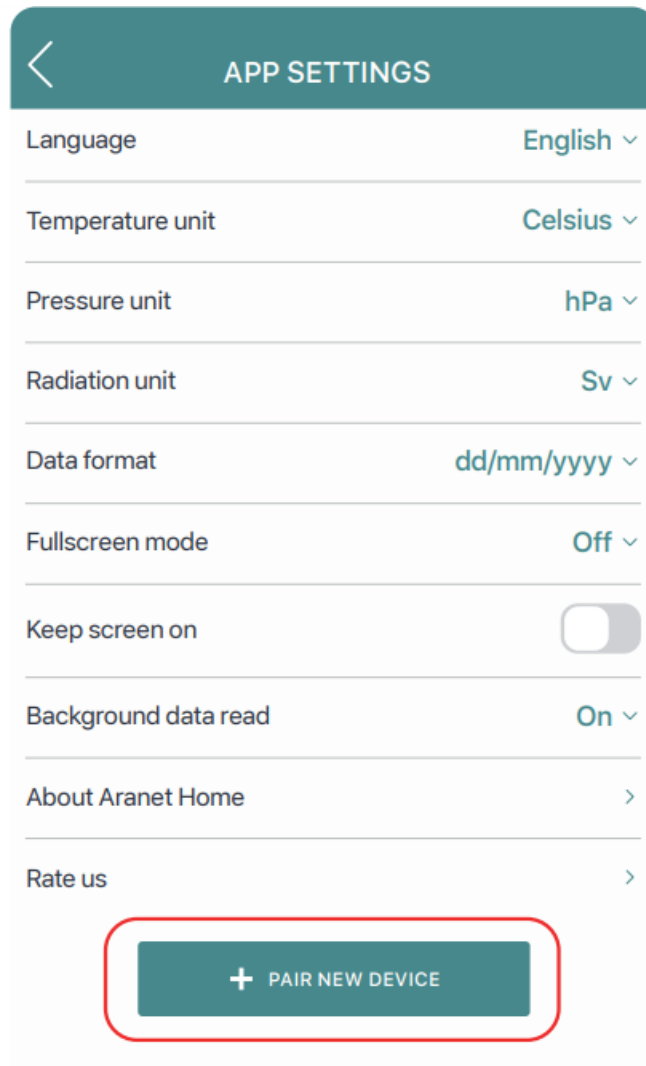 APP SETTINGS
Language English
Temperature unit Celsius
Pressure unit hPa
Radiation unit Sv
Data format dd/mm/yyyy
Fullscreen mode Off
Keep screen on
Background data read On
About Aranet Home
Rate us
+ PAIR NEW DEVICE